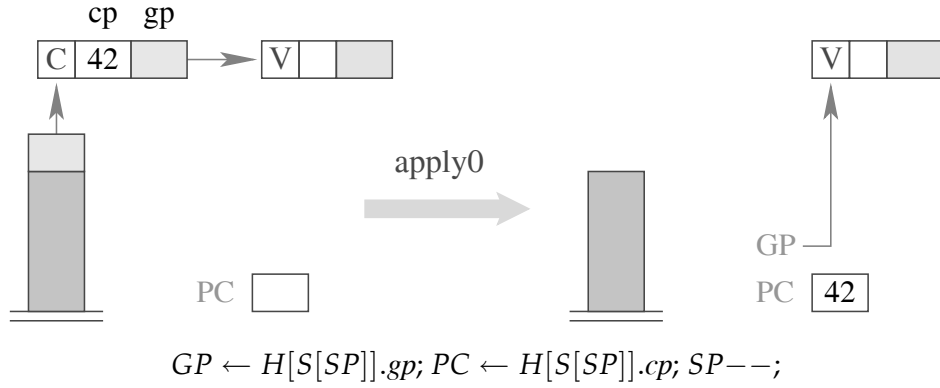 cp gp
C 42 V V
apply0
GP
PC PC 42
GP ← H[S[SP]].gp; PC ← H[S[SP]].cp; SP−−;